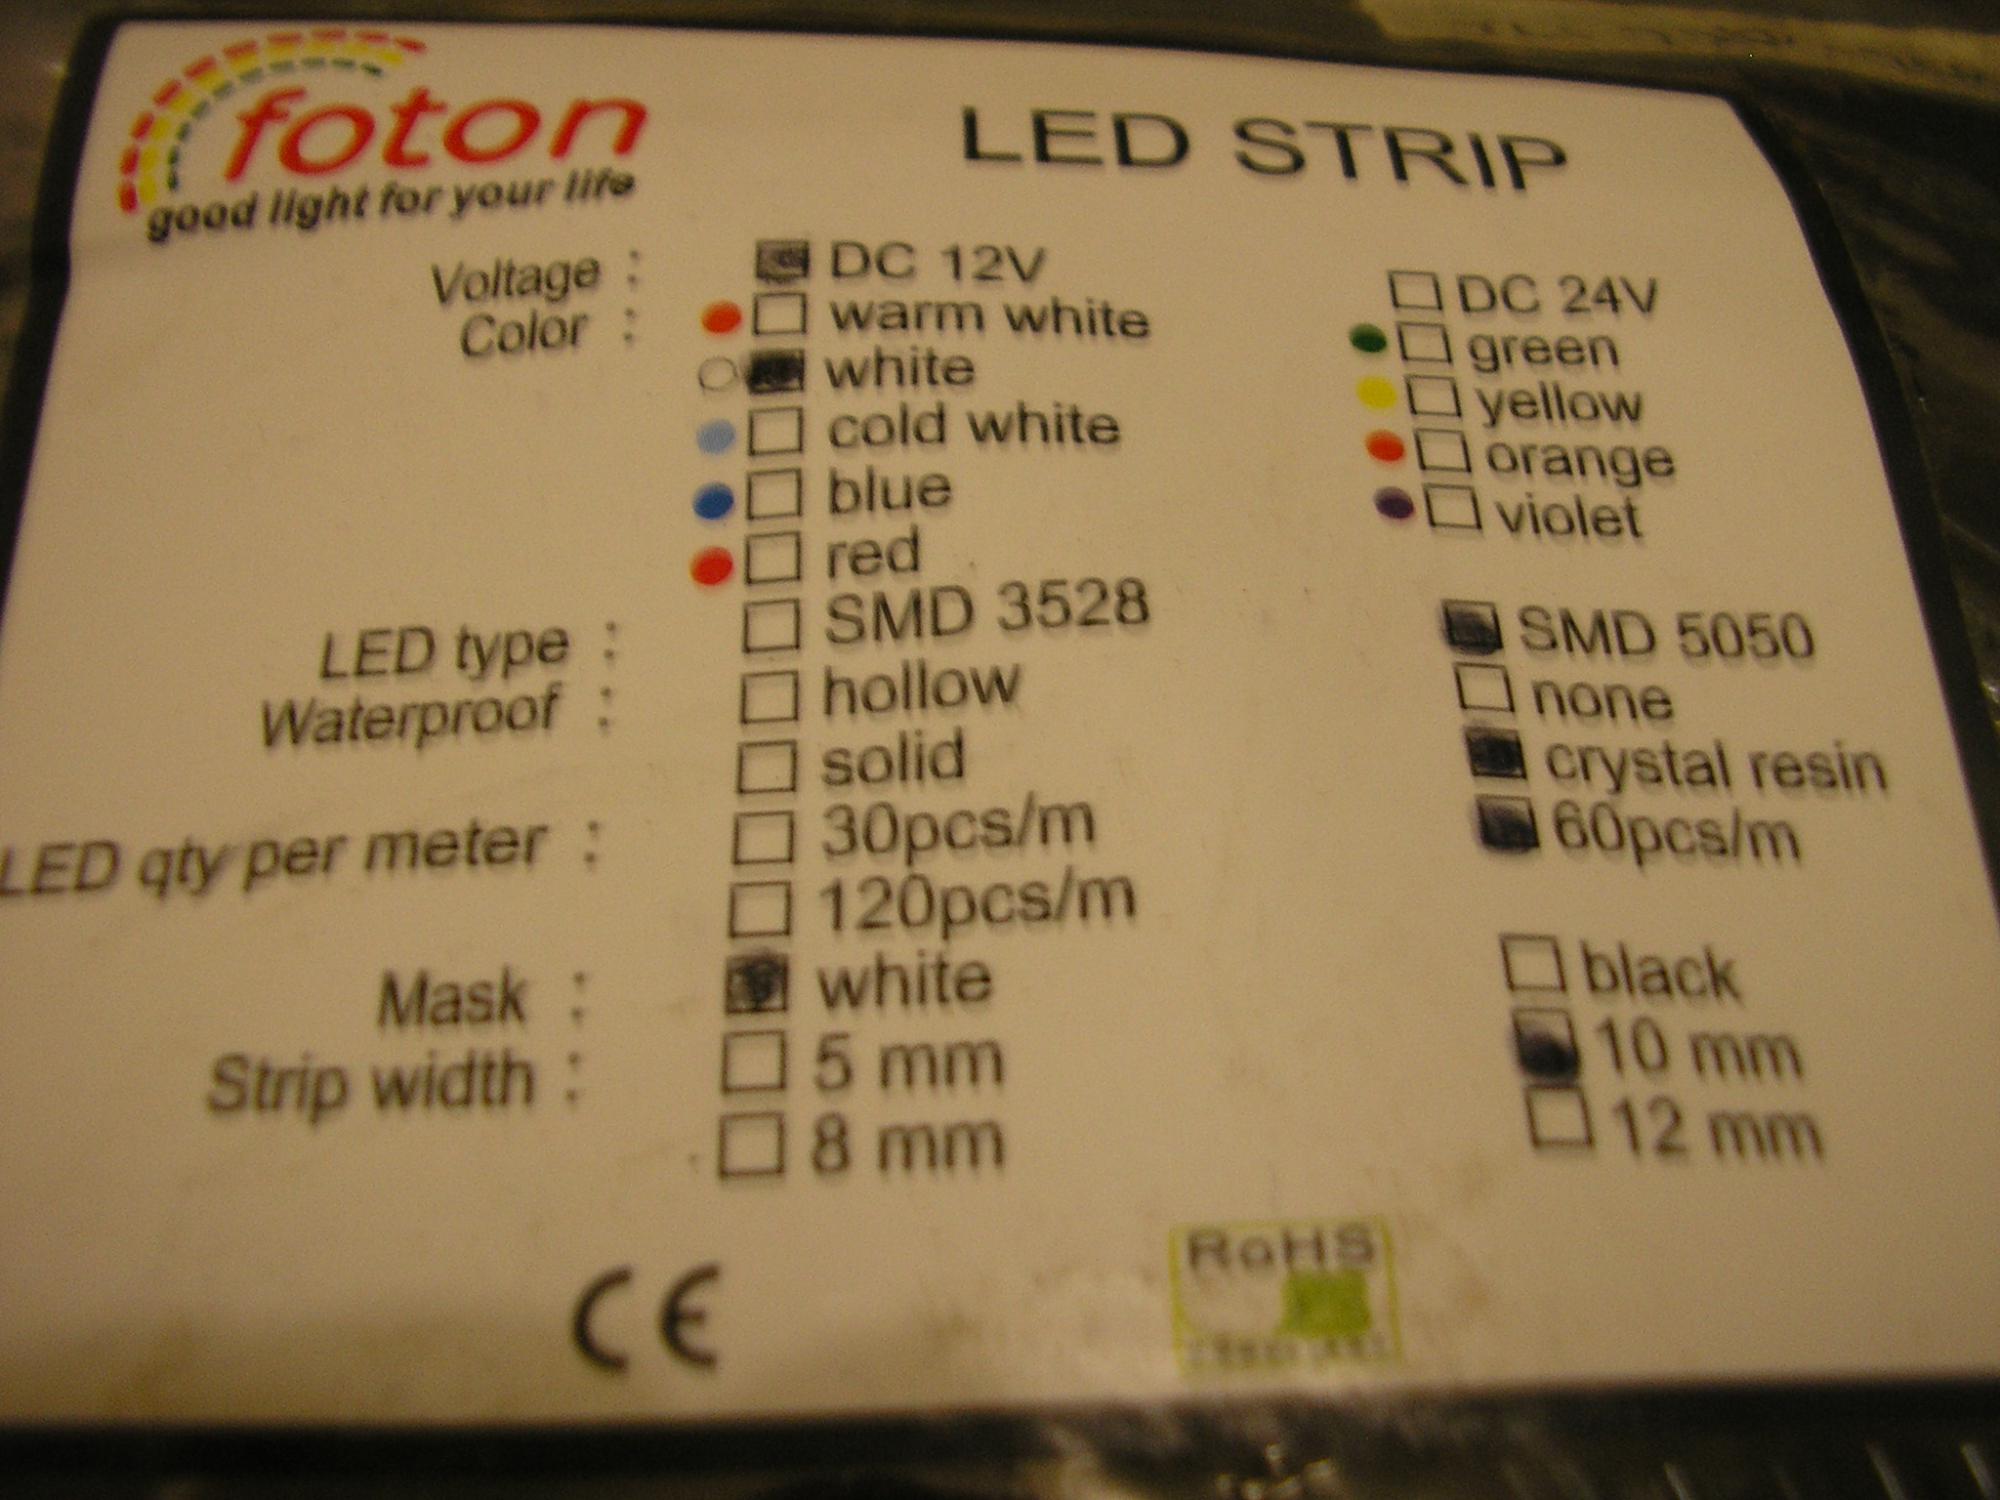 foton
good light for your life
LED STRIP
Voltage : DC 12V DC 24V
Color : warm white green
white yellow
cold white orange
blue violet
red
LED type : SMD 3528 SMD 5050
Waterproof : hollow none
solid crystal resin
LED qty per meter : 30pcs/m 60pcs/m
120pcs/m
Mask : white black
Strip width : 5 mm 10 mm
8 mm 12 mm
CE
RoHS